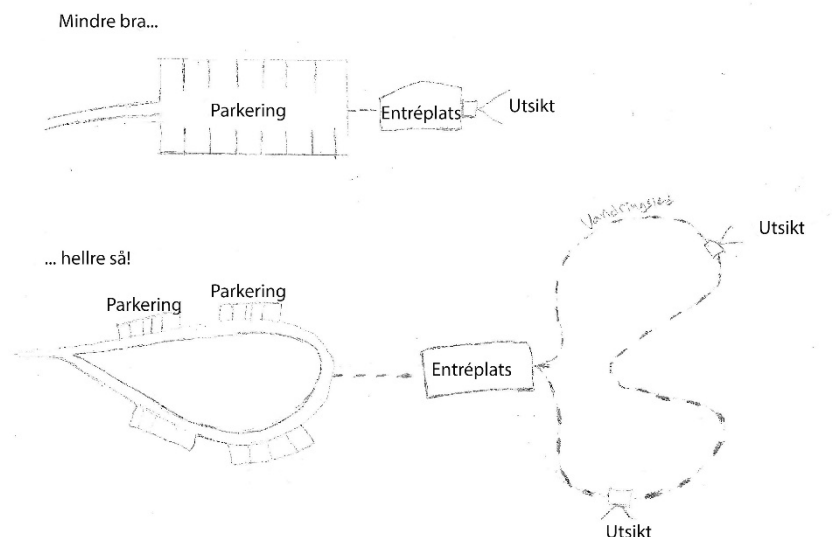 Mindre bra...
Parkering
Entréplats
Utsikt
Vandringsled
Utsikt
... hellre så!
Parkering
Parkering
Entréplats
Utsikt